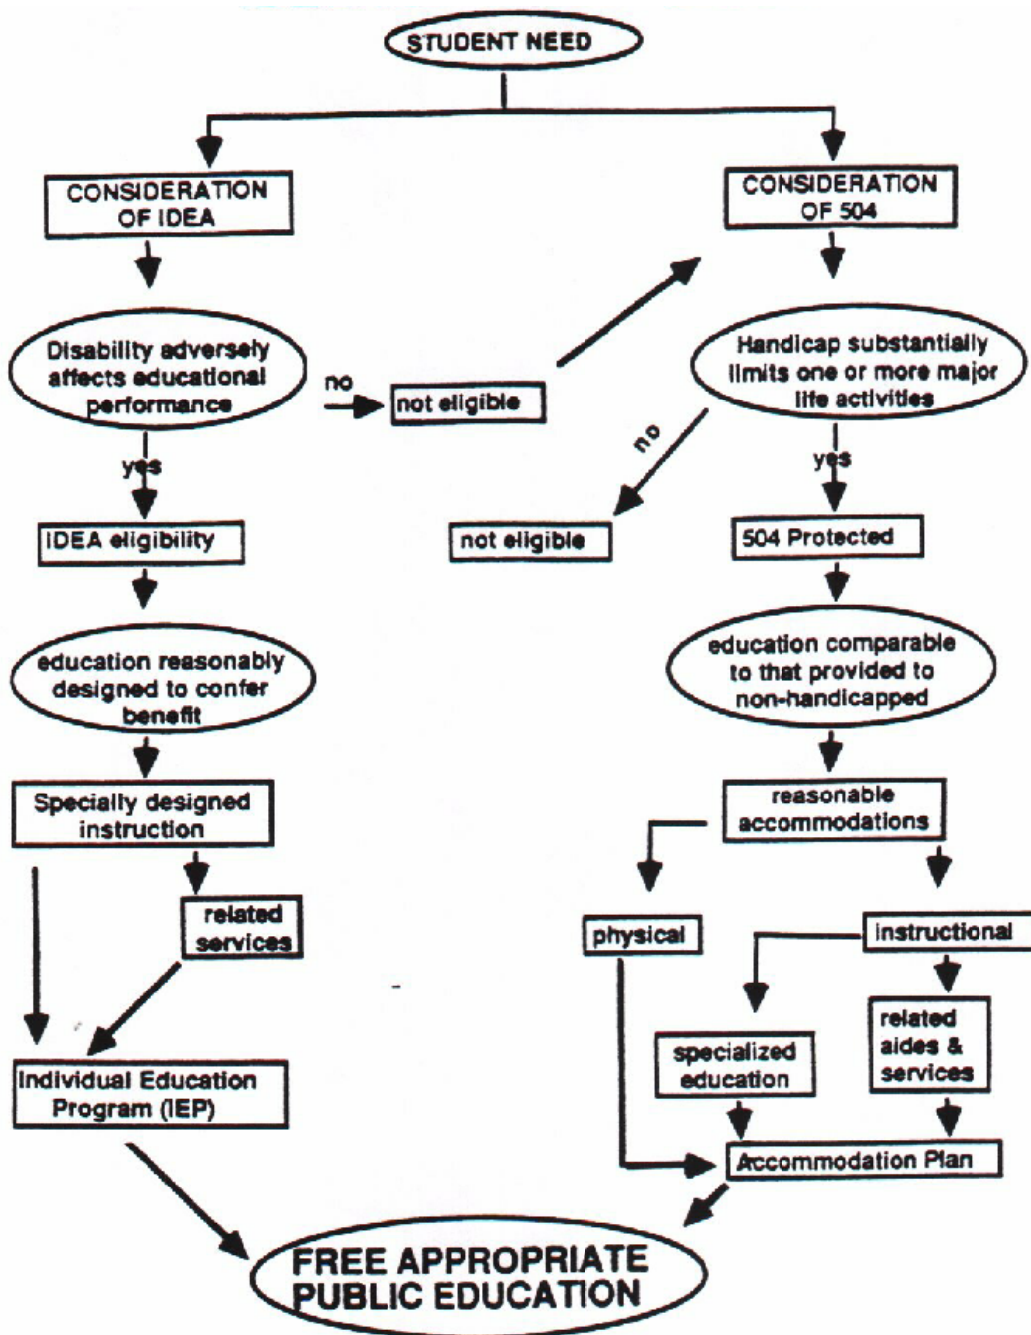 STUDENT NEED
CONSIDERATION
OF IDEA
CONSIDERATION
OF 504
Disability adversely
affects educational
performance
no
not eligible
Handicap substantially
limits one or more major
life activities
no
yes
yes
IDEA eligibility
not eligible
504 Protected
education reasonably
designed to confer
benefit
education comparable
to that provided to
non-handicapped
Specially designed
instruction
reasonable
accommodations
related
services
physical
instructional
specialized
education
related
aides &
services
Individual Education
Program (IEP)
Accommodation Plan
FREE APPROPRIATE
PUBLIC EDUCATION